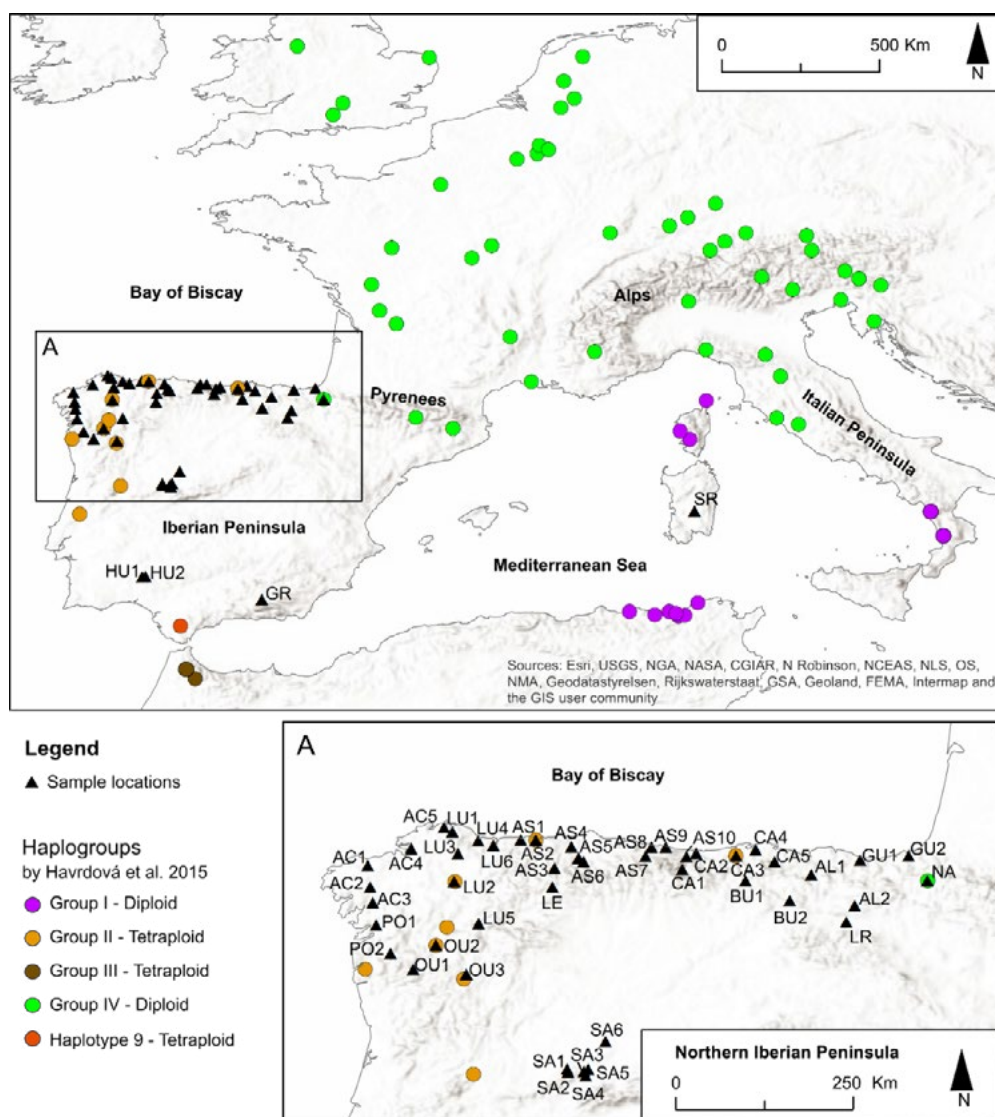 0 500 Km
N
Bay of Biscay
Alps
A
Pyrenees
Italian Peninsula
SR
Iberian Peninsula
Mediterranean Sea
HU1 HU2
GR
Sources: Esri, USGS, NGA, NASA, CGIAR, N Robinson, NCEAS, NLS, OS,
NMA, Geodatastyrelsen, Rijkswaterstaat, GSA, Geoland, FEMA, Intermap and
the GIS user community
Legend
Sample locations
Haplogroups
by Havrdová et al. 2015
Group I - Diploid
Group II - Tetraploid
Group III - Tetraploid
Group IV - Diploid
Haplotype 9 - Tetraploid
A
Bay of Biscay
AC5 LU1
LU4 AS1
AS4
AS9 AS10
CA4
AC4 LU3
LU6 AS2
AS5
AS8
CA2 CA3 CA5
GU1 GU2
AC1
AS3 AS6
AS7
CA1
AL1
NA
AC2
LU2
LE
BU1
AC3
BU2
AL2
PO1
LU5
LR
PO2
OU2
OU1 OU3
SA6
SA1 SA3
SA2 SA5
SA4
Northern Iberian Peninsula
0 250 Km
N